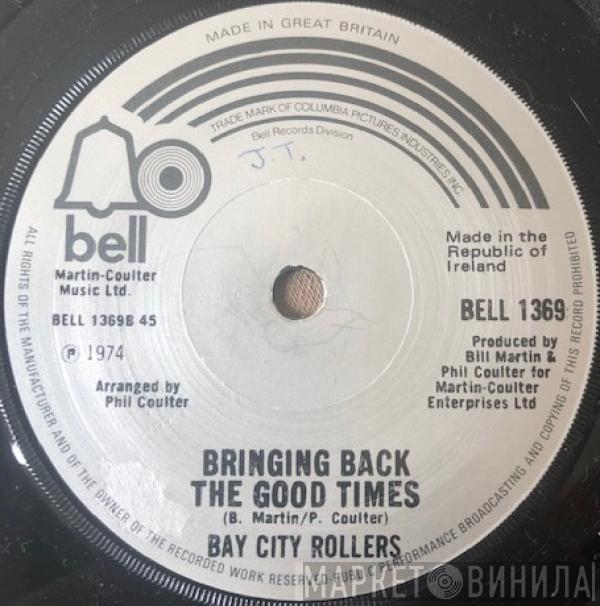 MADE IN GREAT BRITAIN
TRADE MARK OF COLUMBIA PICTURES INDUSTRIES INC.
Bell Records Division
J.T.
bell
Martin-Coulter
Music Ltd.
BELL 1369B 45
℗ 1974
Arranged by
Phil Coulter
Made in the
Republic of
Ireland
BELL 1369
Produced by
Bill Martin &
Phil Coulter for
Martin-Coulter
Enterprises Ltd
BRINGING BACK
THE GOOD TIMES
(B. Martin/P. Coulter)
BAY CITY ROLLERS
ALL RIGHTS OF THE MANUFACTURER AND OF THE OWNER OF THE RECORDED WORK RESERVED·PUBLIC PERFORMANCE BROADCASTING AND COPYING OF THIS RECORD PROHIBITED
МАРКЕТ ВИНИЛА